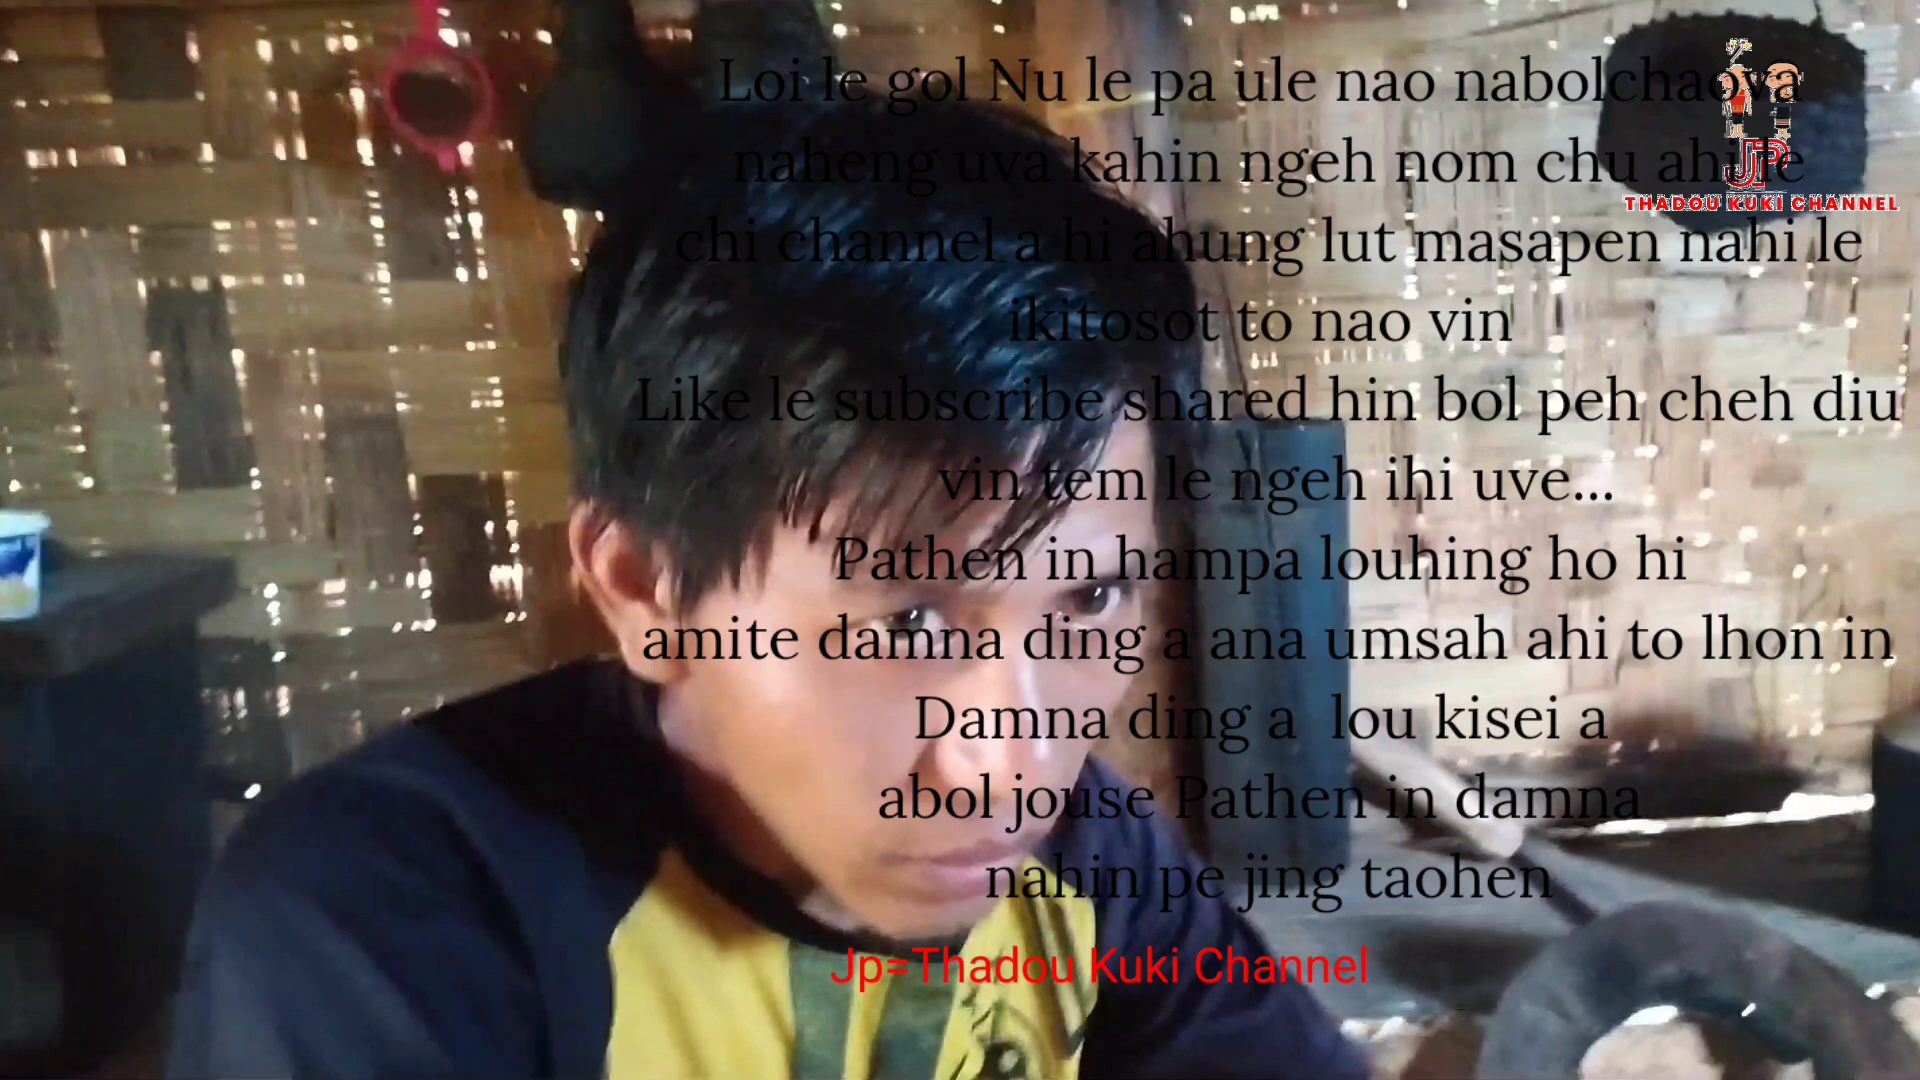 Loi le gol Nu le pa ule nao nabolchaova
naheng uva kahin ngeh nom chu ahi le
chi channel a hi ahung lut masapen nahi le
ikitosot to nao vin
Like le subscribe shared hin bol peh cheh diu
vin tem le ngeh ihi uve...
Pathen in hampa louhing ho hi
amite damna ding a ana umsah ahi to lhon in
Damna ding a lou kisei a
abol jouse Pathen in damna
nahin pe jing taohen
Jp=Thadou Kuki Channel
JP
THADOU KUKI CHANNEL